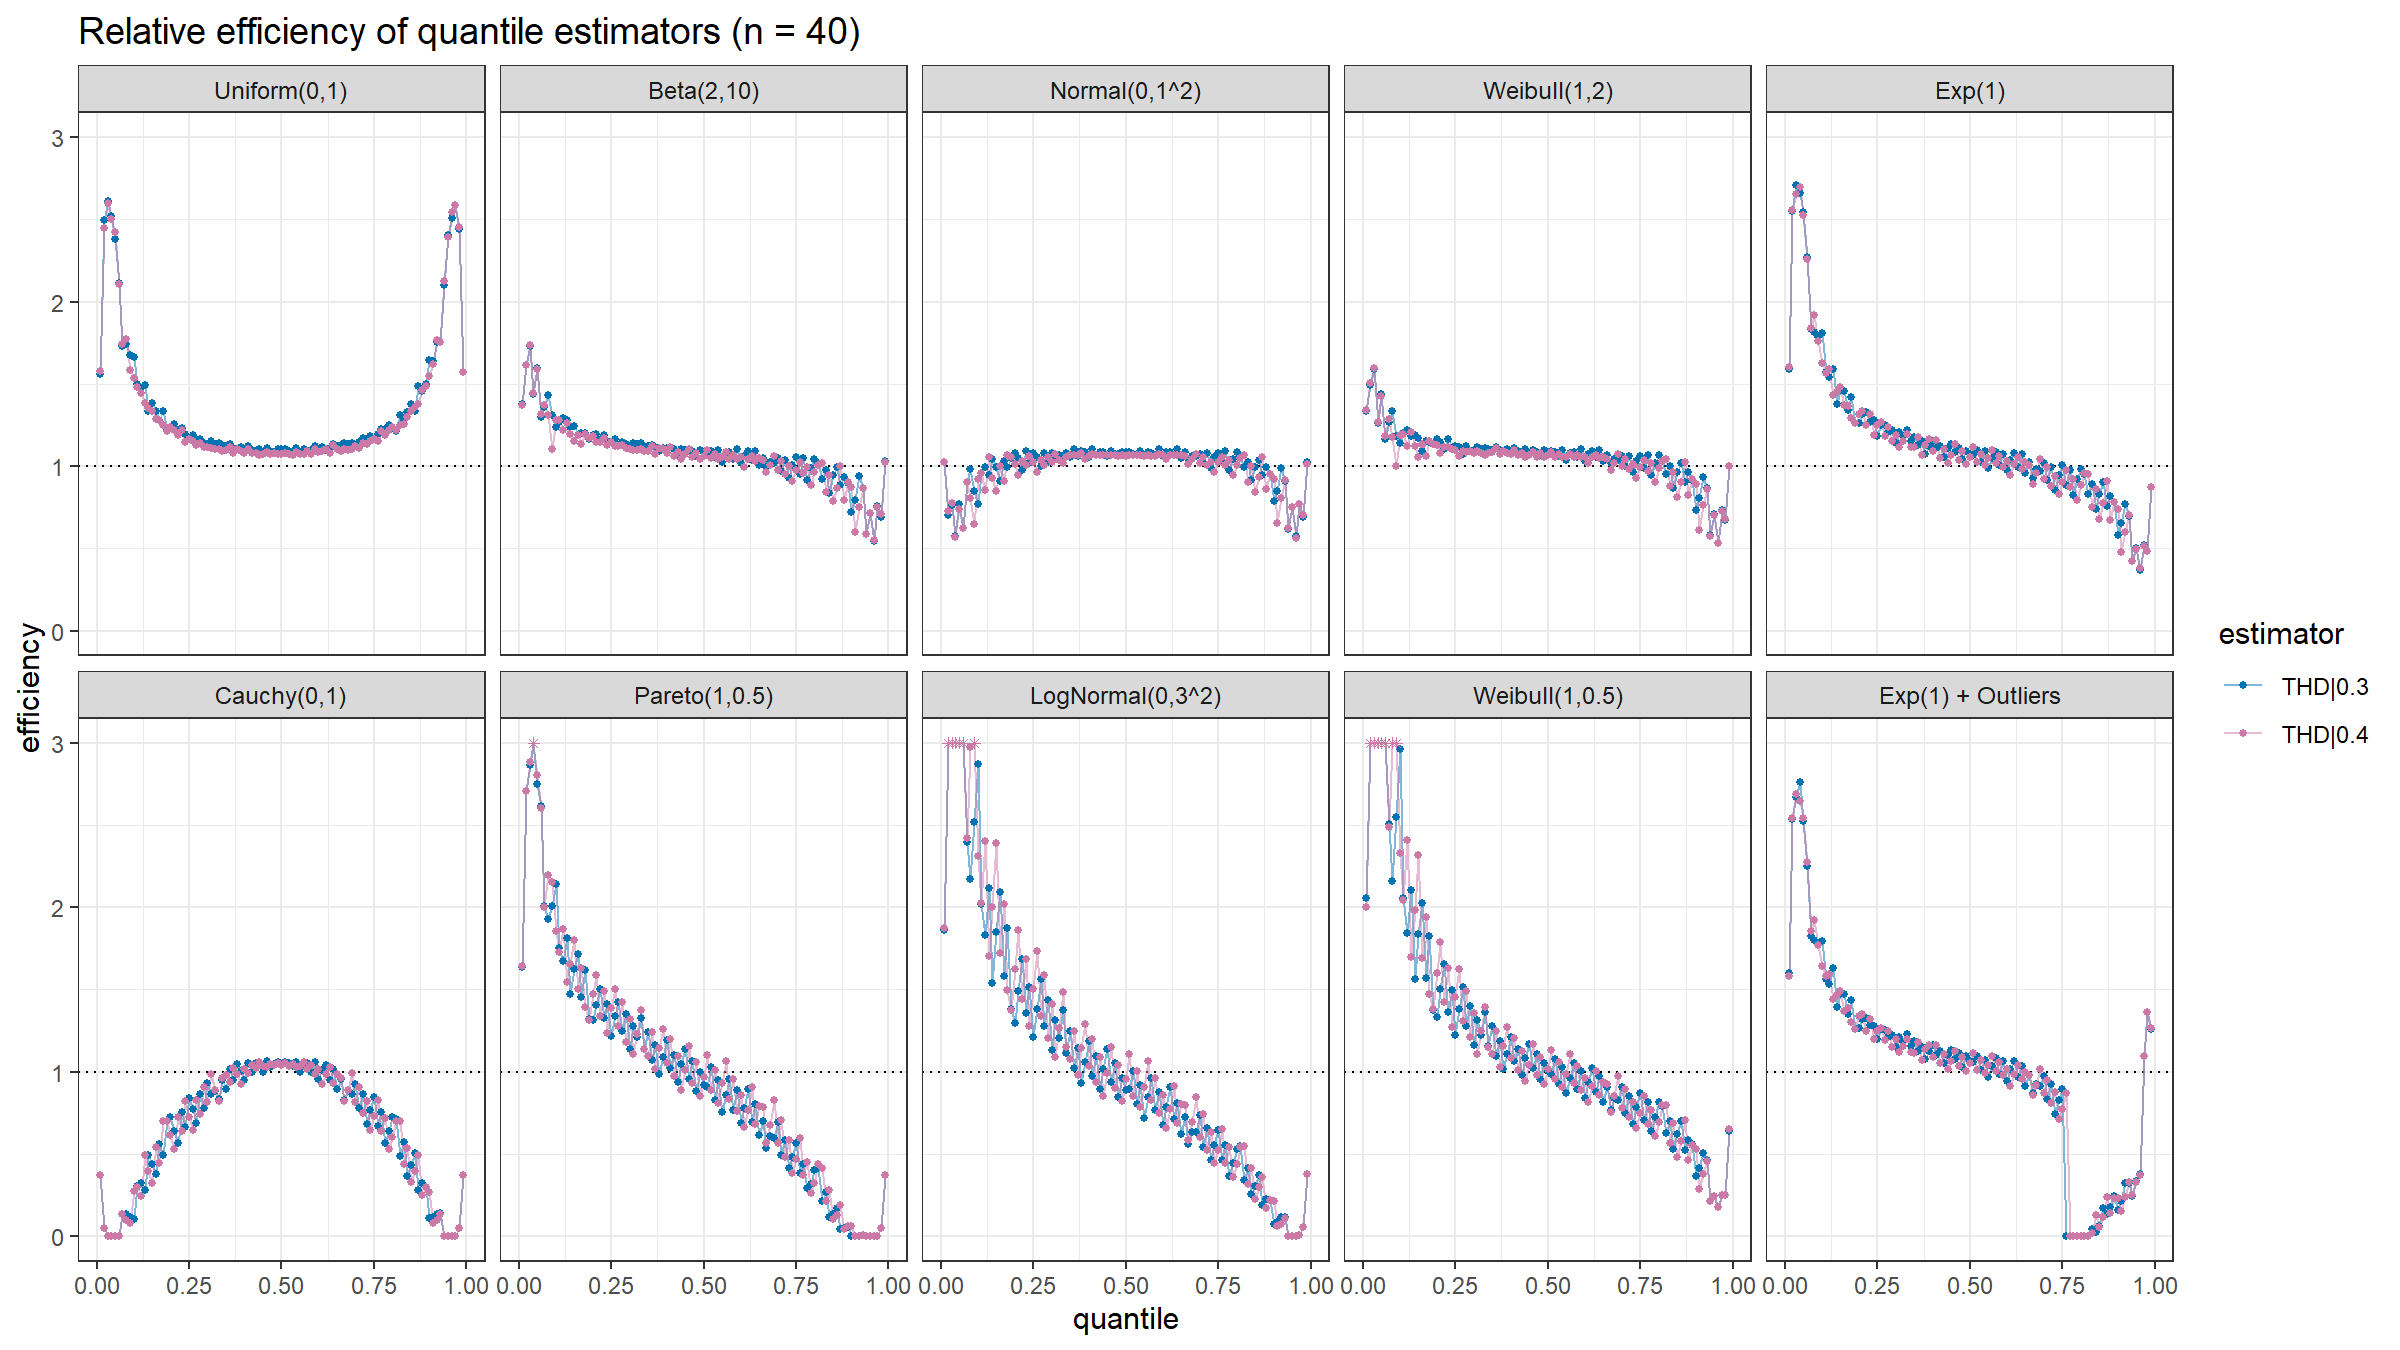 Relative efficiency of quantile estimators (n = 40)
Uniform(0,1)
Beta(2,10)
Normal(0,1^2)
Weibull(1,2)
Exp(1)
3
2
1
0
Cauchy(0,1)
Pareto(1,0.5)
LogNormal(0,3^2)
Weibull(1,0.5)
Exp(1) + Outliers
3
2
1
0
0.00 0.25 0.50 0.75 1.00
0.00 0.25 0.50 0.75 1.00
0.00 0.25 0.50 0.75 1.00
0.00 0.25 0.50 0.75 1.00
0.00 0.25 0.50 0.75 1.00
quantile
efficiency
estimator
THD|0.3
THD|0.4